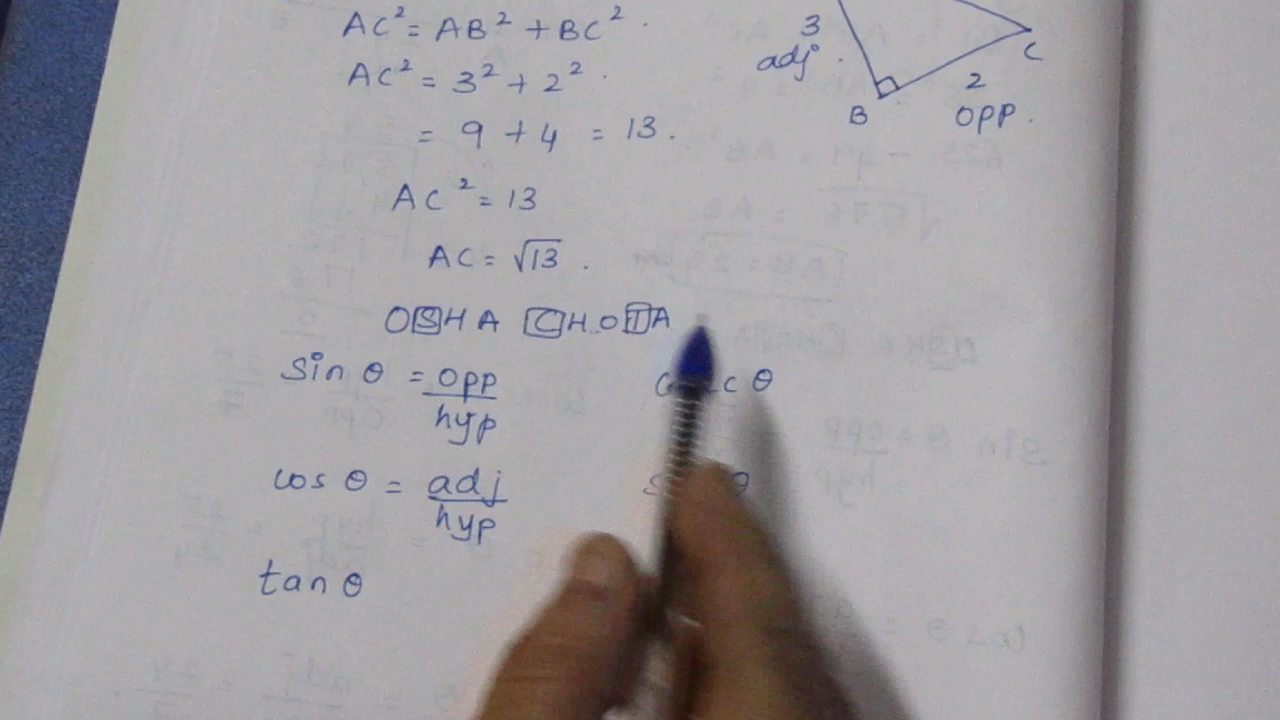 AC² = AB² + BC².
3
adj.
C
AC² = 3² + 2².
2
B
opp.
= 9 + 4 = 13.
AC² = 13
AC = √13.
OSHA CHOTA
sin θ = opp/hyp
θ
cos θ = adj/hyp
θ
tan θ